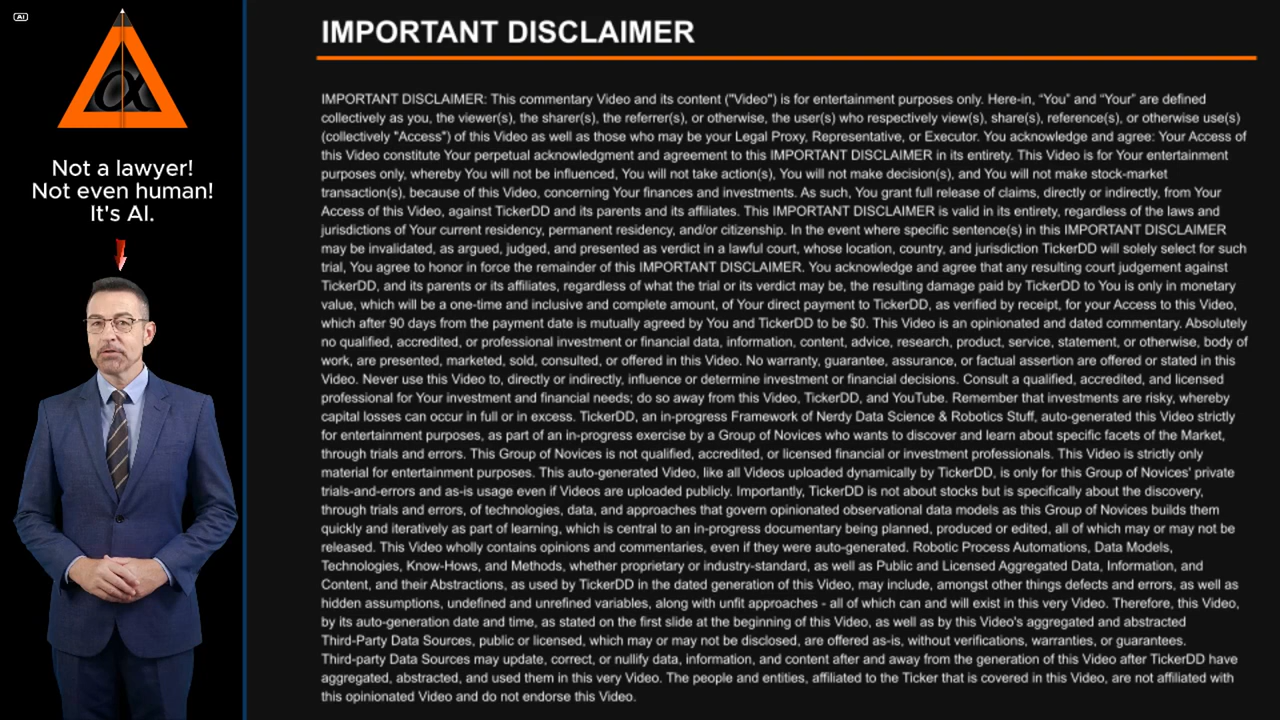 AI
α
Not a lawyer!
Not even human!
It's AI.
IMPORTANT DISCLAIMER
IMPORTANT DISCLAIMER: This commentary Video and its content ("Video") is for entertainment purposes only. Here-in, “You” and “Your” are defined
collectively as you, the viewer(s), the sharer(s), the referrer(s), or otherwise, the user(s) who respectively view(s), share(s), reference(s), or otherwise use(s)
(collectively "Access") of this Video as well as those who may be your Legal Proxy, Representative, or Executor. You acknowledge and agree: Your Access of
this Video constitute Your perpetual acknowledgment and agreement to this IMPORTANT DISCLAIMER in its entirety. This Video is for Your entertainment
purposes only, whereby You will not be influenced, You will not take action(s), You will not make decision(s), and You will not make stock-market
transaction(s), because of this Video, concerning Your finances and investments. As such, You grant full release of claims, directly or indirectly, from Your
Access of this Video, against TickerDD and its parents and its affiliates. This IMPORTANT DISCLAIMER is valid in its entirety, regardless of the laws and
jurisdictions of Your current residency, permanent residency, and/or citizenship. In the event where specific sentence(s) in this IMPORTANT DISCLAIMER
may be invalidated, as argued, judged, and presented as verdict in a lawful court, whose location, country, and jurisdiction TickerDD will solely select for such
trial, You agree to honor in force the remainder of this IMPORTANT DISCLAIMER. You acknowledge and agree that any resulting court judgement against
TickerDD, and its parents or its affiliates, regardless of what the trial or its verdict may be, the resulting damage paid by TickerDD to You is only in monetary
value, which will be a one-time and inclusive and complete amount, of Your direct payment to TickerDD, as verified by receipt, for your Access to this Video,
which after 90 days from the payment date is mutually agreed by You and TickerDD to be $0. This Video is an opinionated and dated commentary. Absolutely
no qualified, accredited, or professional investment or financial data, information, content, advice, research, product, service, statement, or otherwise, body of
work, are presented, marketed, sold, consulted, or offered in this Video. No warranty, guarantee, assurance, or factual assertion are offered or stated in this
Video. Never use this Video to, directly or indirectly, influence or determine investment or financial decisions. Consult a qualified, accredited, and licensed
professional for Your investment and financial needs; do so away from this Video, TickerDD, and YouTube. Remember that investments are risky, whereby
capital losses can occur in full or in excess. TickerDD, an in-progress Framework of Nerdy Data Science & Robotics Stuff, auto-generated this Video strictly
for entertainment purposes, as part of an in-progress exercise by a Group of Novices who wants to discover and learn about specific facets of the Market,
through trials and errors. This Group of Novices is not qualified, accredited, or licensed financial or investment professionals. This Video is strictly only
material for entertainment purposes. This auto-generated Video, like all Videos uploaded dynamically by TickerDD, is only for this Group of Novices' private
trials-and-errors and as-is usage even if Videos are uploaded publicly. Importantly, TickerDD is not about stocks but is specifically about the discovery,
through trials and errors, of technologies, data, and approaches that govern opinionated observational data models as this Group of Novices builds them
quickly and iteratively as part of learning, which is central to an in-progress documentary being planned, produced or edited, all of which may or may not be
released. This Video wholly contains opinions and commentaries, even if they were auto-generated. Robotic Process Automations, Data Models,
Technologies, Know-Hows, and Methods, whether proprietary or industry-standard, as well as Public and Licensed Aggregated Data, Information, and
Content, and their Abstractions, as used by TickerDD in the dated generation of this Video, may include, amongst other things defects and errors, as well as
hidden assumptions, undefined and unrefined variables, along with unfit approaches - all of which can and will exist in this very Video. Therefore, this Video,
by its auto-generation date and time, as stated on the first slide at the beginning of this Video, as well as by this Video's aggregated and abstracted
Third-Party Data Sources, public or licensed, which may or may not be disclosed, are offered as-is, without verifications, warranties, or guarantees.
Third-party Data Sources may update, correct, or nullify data, information, and content after and away from the generation of this Video after TickerDD have
aggregated, abstracted, and used them in this very Video. The people and entities, affiliated to the Ticker that is covered in this Video, are not affiliated with
this opinionated Video and do not endorse this Video.